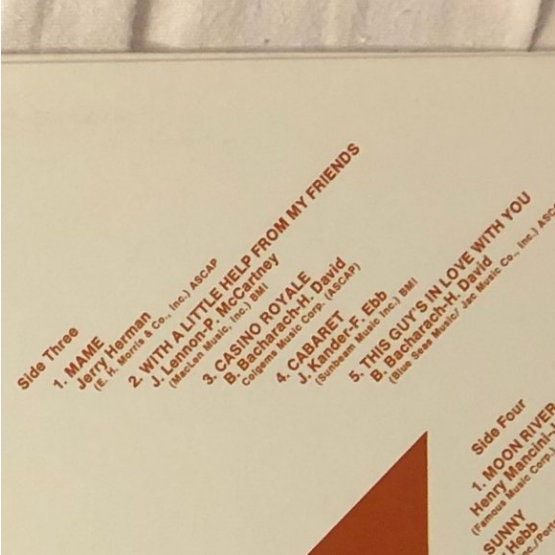 Side Three
1. MAME
Jerry Herman
(E. H. Morris & Co., Inc.) ASCAP
2. WITH A LITTLE HELP FROM MY FRIENDS
J. Lennon-P. McCartney
(Maclen Music, Inc.) BMI
3. CASINO ROYALE
B. Bacharach-H. David
Colgems Music Corp. (ASCAP)
4. CABARET
J. Kander-F. Ebb
(Sunbeam Music Inc.) BMI
5. THIS GUY'S IN LOVE WITH YOU
B. Bacharach-H. David
(Blue Seas Music/ Jac Music Co., Inc.) ASC
Side Four
1. MOON RIVER
Henry Mancini-J
(Famous Music Corp.)
SUNNY
Hebb